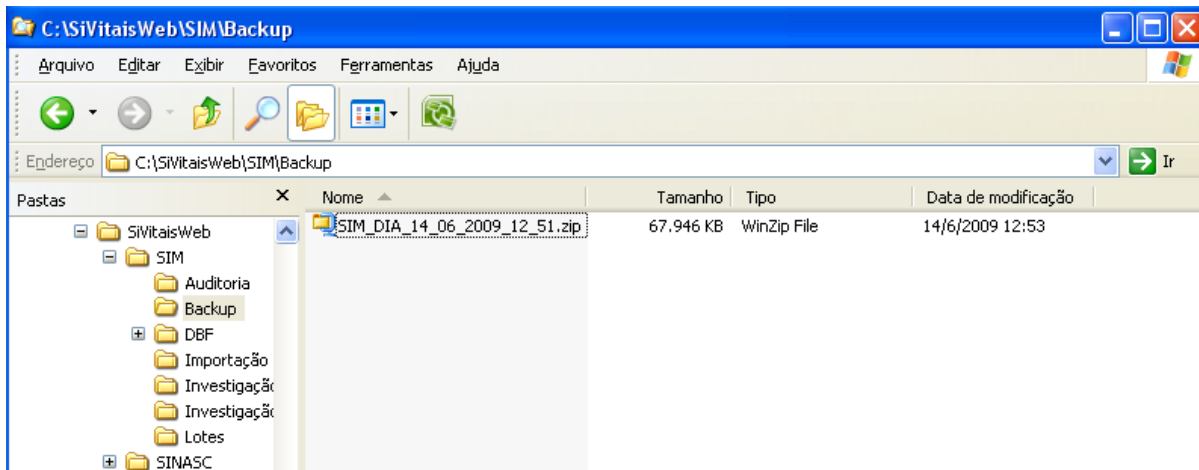 C:\SiVitaisWeb\SIM\Backup
Arquivo Editar Exibir Favoritos Ferramentas Ajuda
Endereço C:\SiVitaisWeb\SIM\Backup Ir
Pastas Nome Tamanho Tipo Data de modificação
SiVitaisWeb SIM_DIA_14_06_2009_12_51.zip 67.946 KB WinZip File 14/6/2009 12:53
SIM
Auditoria
Backup
DBF
Importação
Investigaçã
Investigaçã
Lotes
SINASC